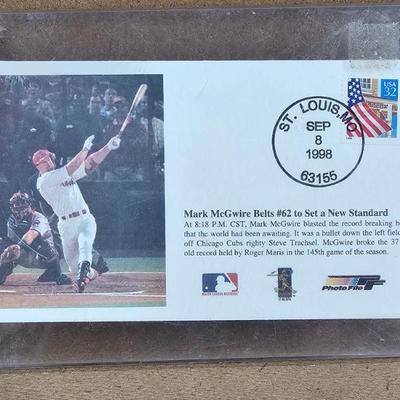 USA
32
ST. LOUIS, MO
SEP
8
1998
63155
Mark McGwire Belts #62 to Set a New Standard
At 8:18 P.M. CST, Mark McGwire blasted the record breaking
that the world had been awaiting. It was a bullet down the left field
off Chicago Cubs righty Steve Trachsel. McGwire broke the 37
old record held by Roger Maris in the 145th game of the season.
MAJOR LEAGUE BASEBALL
Photo File